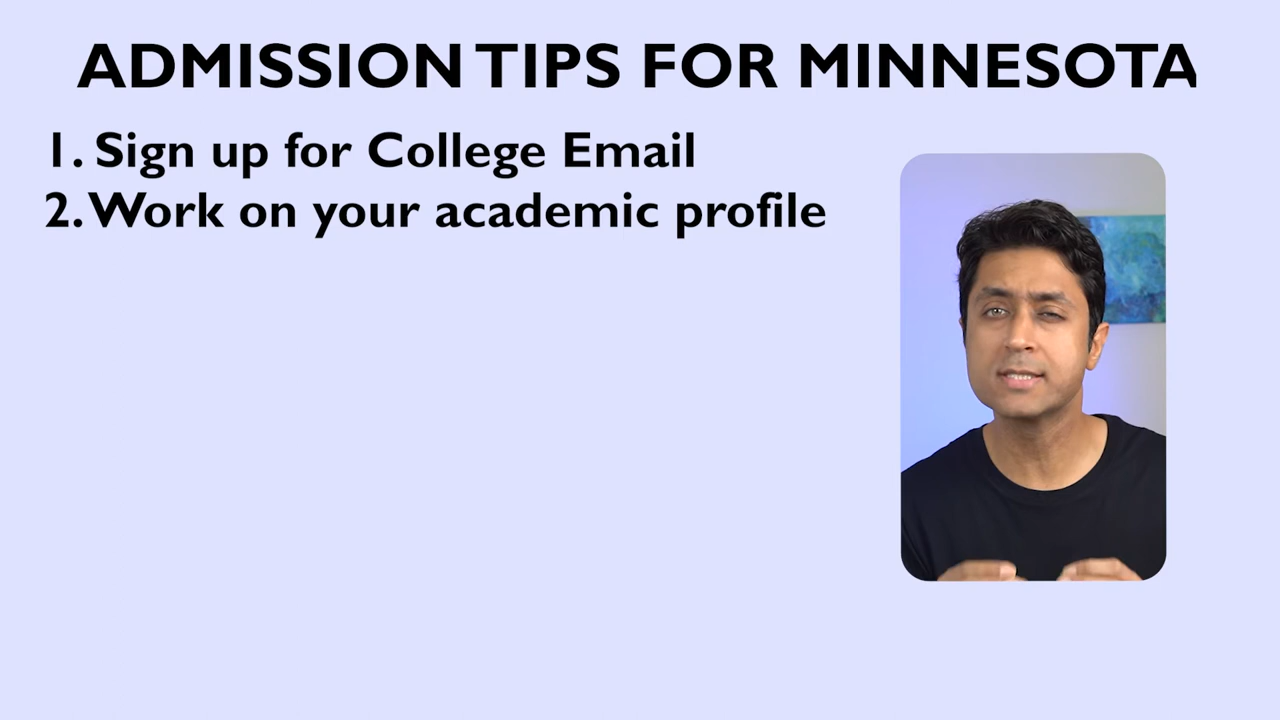 ADMISSION TIPS FOR MINNESOTA
1. Sign up for College Email
2. Work on your academic profile